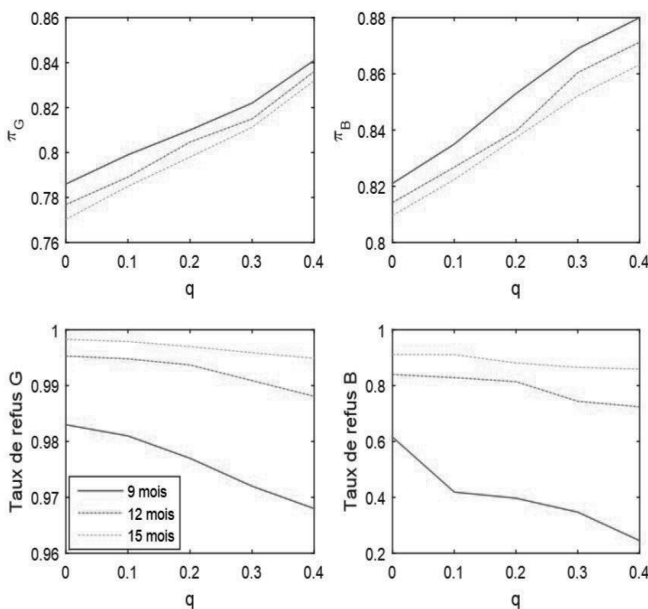 0.86
0.84
0.82
0.8
0.78
0.76
π_G
0 0.1 0.2 0.3 0.4
q
0.88
0.86
0.84
0.82
0.8
π_B
0 0.1 0.2 0.3 0.4
q
1
0.99
0.98
0.97
0.96
Taux de refus G
9 mois
12 mois
15 mois
0 0.1 0.2 0.3 0.4
q
1
0.8
0.6
0.4
0.2
Taux de refus B
0 0.1 0.2 0.3 0.4
q